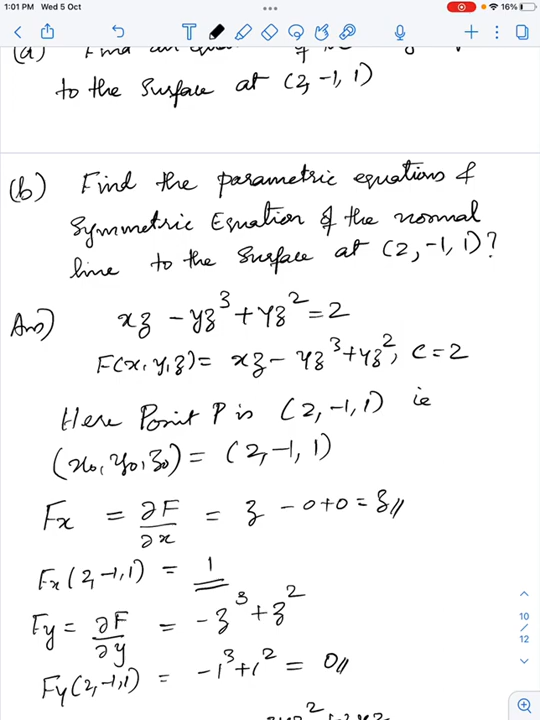 1:01 PM Wed 5 Oct
16%
(a) Find an
to the Surface at (2, -1, 1)
(b) Find the parametric equations &
Symmetric Equation of the normal
line to the Surface at (2, -1, 1)?
Ans) xz - yz³ + yz² = 2
F(x, y, z) = xz - yz³ + yz², C = 2
Here Point P is (2, -1, 1) ie
(x₀, y₀, z₀) = (2, -1, 1)
Fx = ∂F/∂x = z - 0 + 0 = z //
Fx (2, -1, 1) = 1
Fy = ∂F/∂y = -z³ + z²
Fy (2, -1, 1) = -1³ + 1² = 0 //
10
/
12